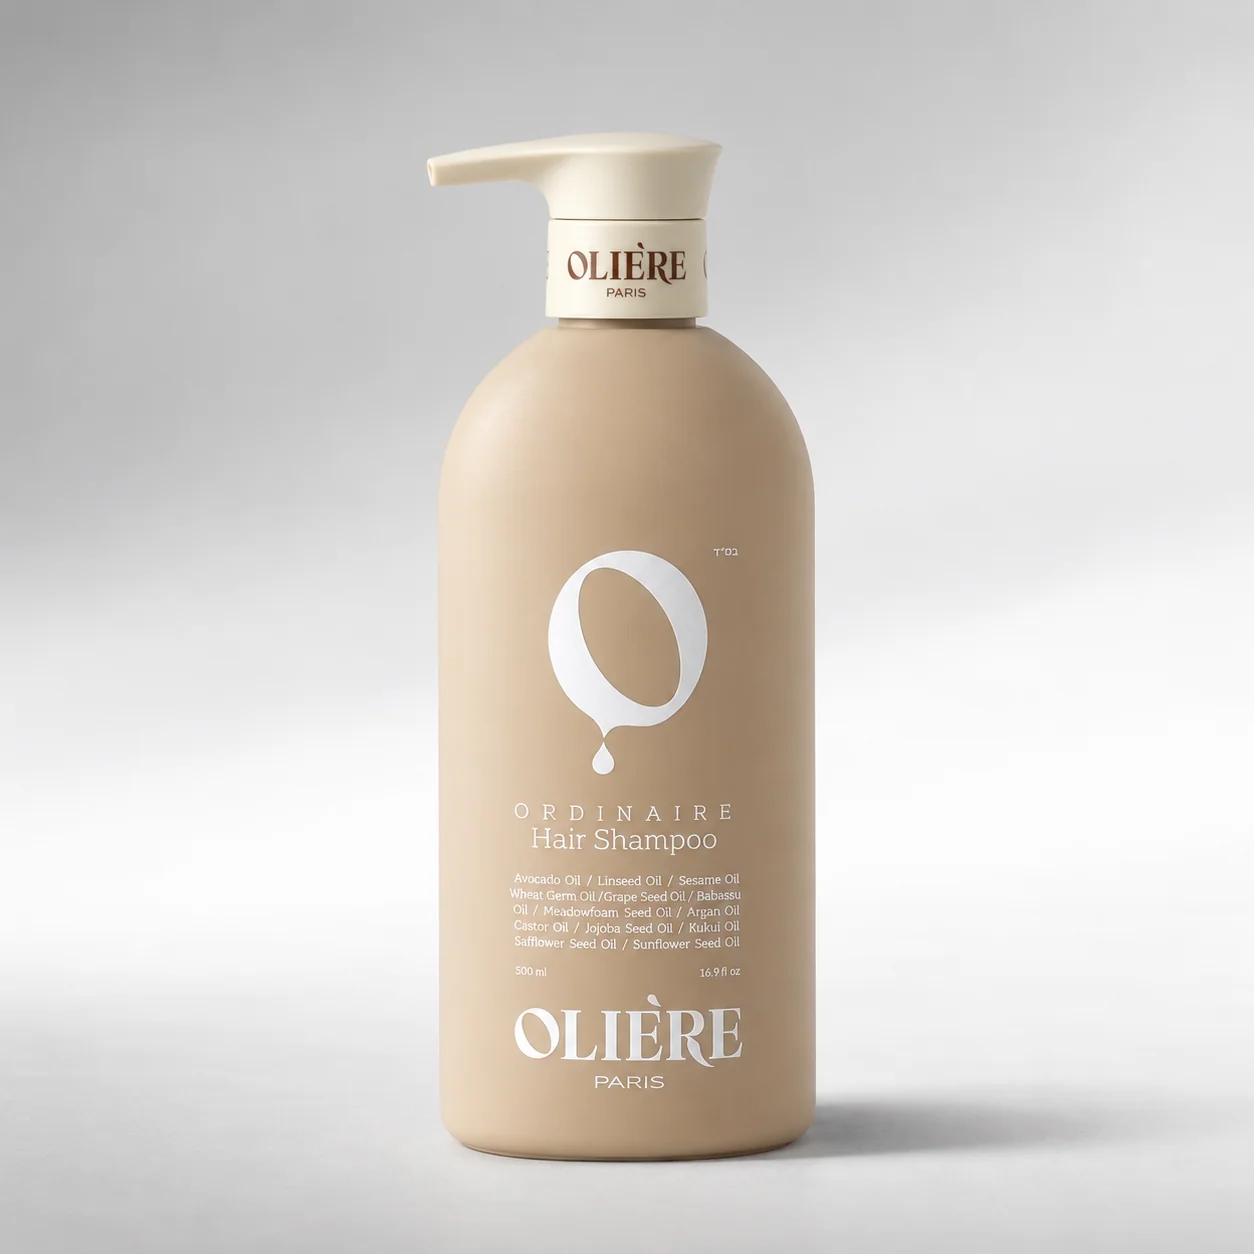 OLIÈRE
PARIS
בס"ד
ORDINAIRE
Hair Shampoo
Avocado Oil / Linseed Oil / Sesame Oil
Wheat Germ Oil / Grape Seed Oil / Babassu
Oil / Meadowfoam Seed Oil / Argan Oil
Castor Oil / Jojoba Seed Oil / Kukui Oil
Safflower Seed Oil / Sunflower Seed Oil
500 ml 16.9 fl oz
OLIÈRE
PARIS